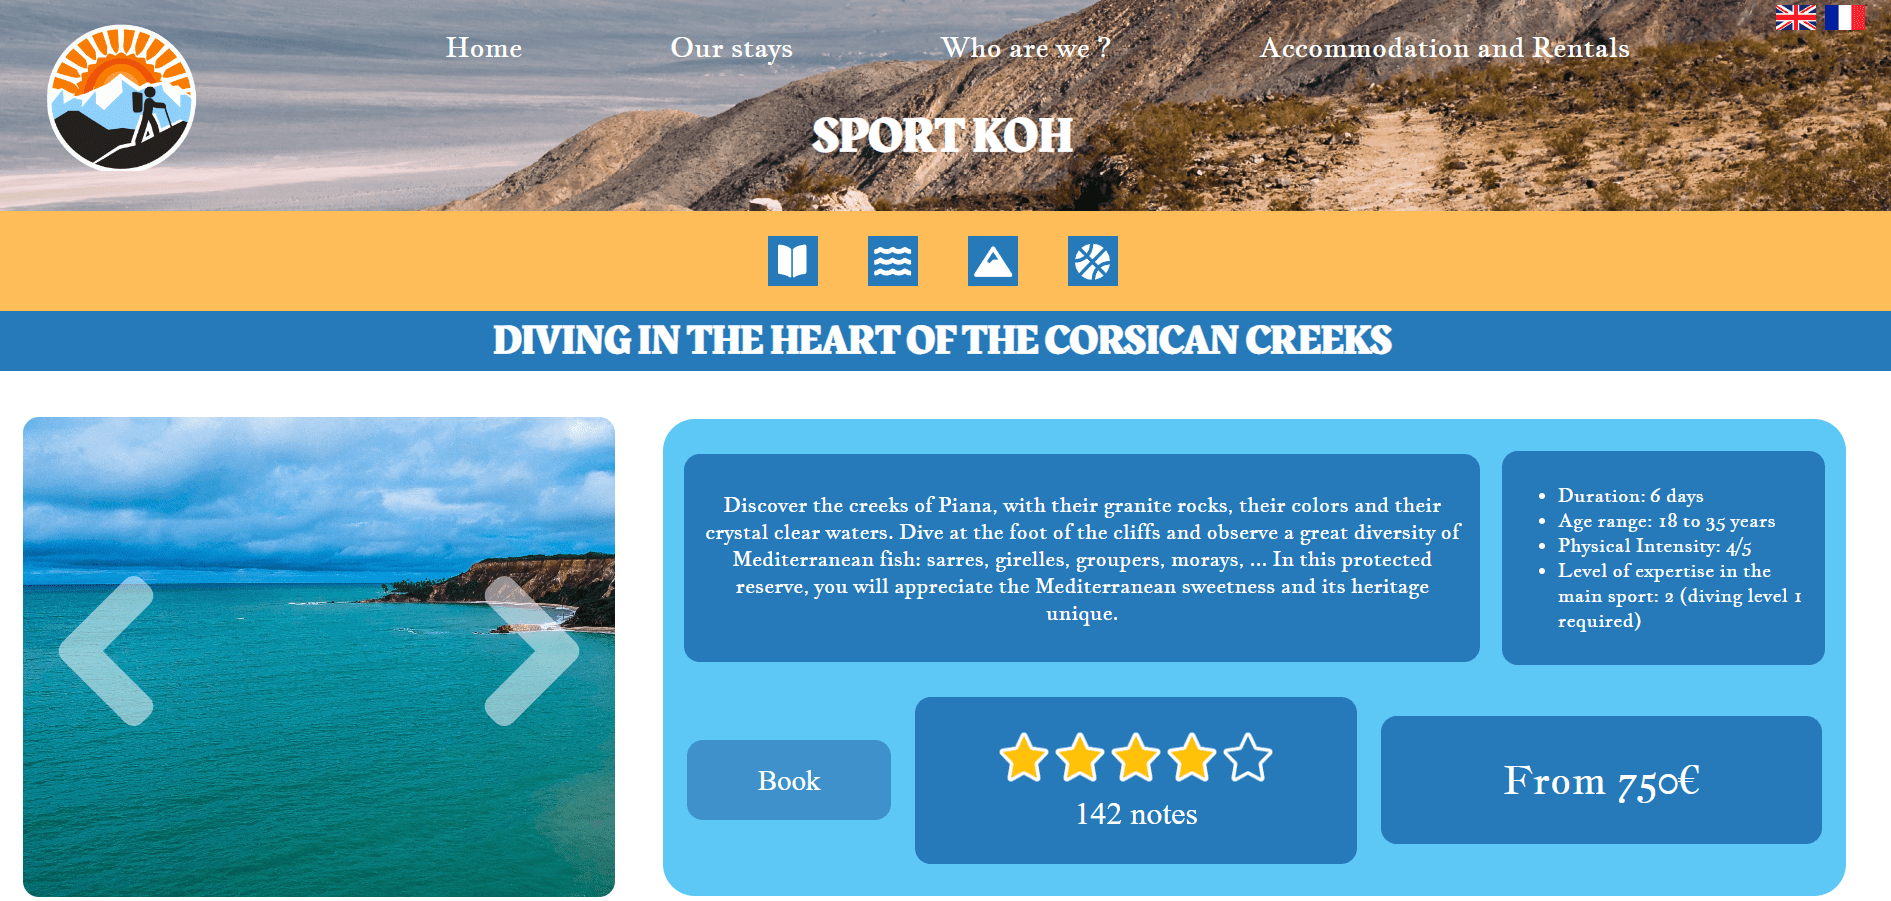 Home
Our stays
Who are we ?
Accommodation and Rentals
SPORT KOH
DIVING IN THE HEART OF THE CORSICAN CREEKS
Discover the creeks of Piana, with their granite rocks, their colors and their
crystal clear waters. Dive at the foot of the cliffs and observe a great diversity of
Mediterranean fish: sarres, girelles, groupers, morays, ... In this protected
reserve, you will appreciate the Mediterranean sweetness and its heritage
unique.
• Duration: 6 days
• Age range: 18 to 35 years
• Physical Intensity: 4/5
• Level of expertise in the
main sport: 2 (diving level 1
required)
Book
142 notes
From 750€